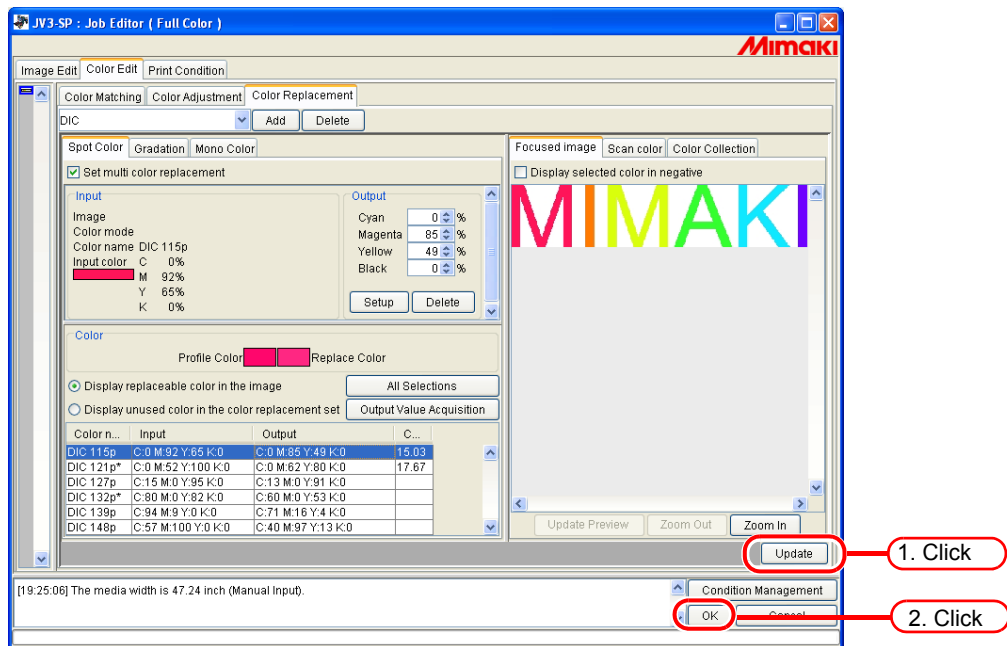 JV3-SP : Job Editor ( Full Color )
Mimaki
Image Edit Color Edit Print Condition
Color Matching Color Adjustment Color Replacement
DIC Add Delete
Spot Color Gradation Mono Color
Set multi color replacement
Input
Image
Color mode
Color name DIC 115p
Input color C 0%
M 92%
Y 65%
K 0%
Output
Cyan 0 %
Magenta 85 %
Yellow 49 %
Black 0 %
Setup Delete
Color
Profile Color Replace Color
Display replaceable color in the image All Selections
Display unused color in the color replacement set Output Value Acquisition
Color n... Input Output C...
DIC 115p C:0 M:92 Y:65 K:0 C:0 M:85 Y:49 K:0 15.03
DIC 121p* C:0 M:52 Y:100 K:0 C:0 M:62 Y:80 K:0 17.67
DIC 127p C:15 M:0 Y:95 K:0 C:13 M:0 Y:91 K:0
DIC 132p* C:80 M:0 Y:82 K:0 C:60 M:0 Y:53 K:0
DIC 139p C:94 M:9 Y:0 K:0 C:71 M:16 Y:4 K:0
DIC 148p C:57 M:100 Y:0 K:0 C:40 M:97 Y:13 K:0
Focused image Scan color Color Collection
Display selected color in negative
MIMAKI
Update Preview Zoom Out Zoom In
Update
1. Click
[19:25:06] The media width is 47.24 inch (Manual Input).
Condition Management
OK Cancel
2. Click